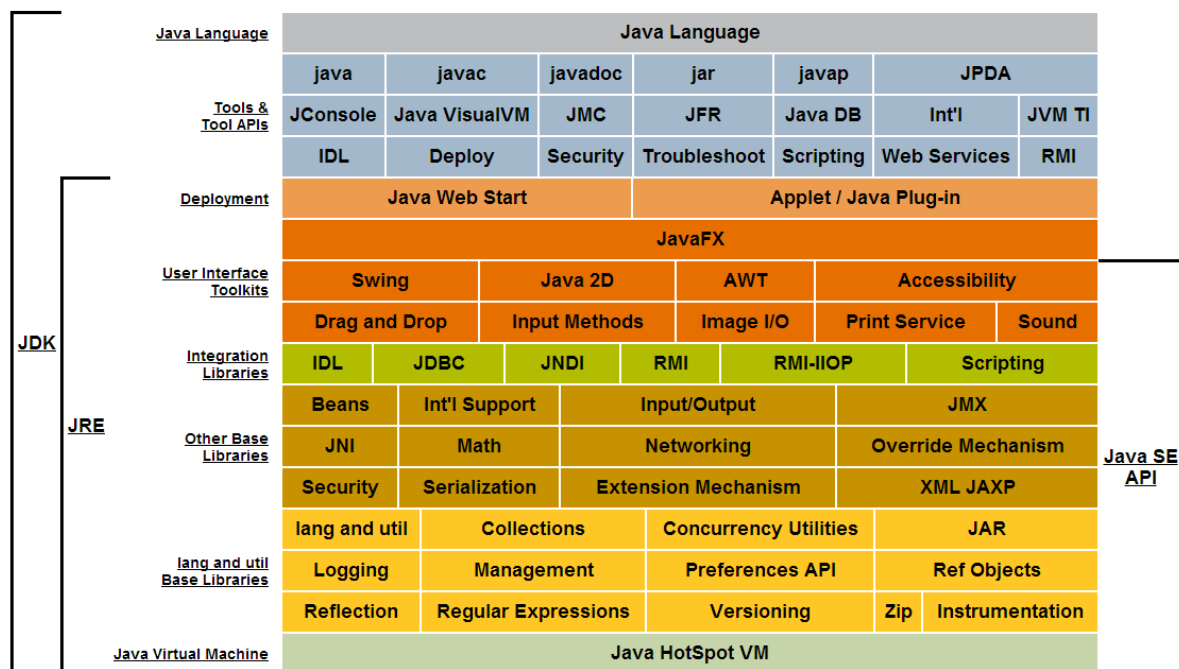 Java Language Java Language
java javac javadoc jar javap JPDA
Tools &
Tool APIs
JConsole Java VisualVM JMC JFR Java DB Int'l JVM TI
IDL Deploy Security Troubleshoot Scripting Web Services RMI
Deployment Java Web Start Applet / Java Plug-in
JavaFX
User Interface
Toolkits
Swing Java 2D AWT Accessibility
Drag and Drop Input Methods Image I/O Print Service Sound
JDK
Integration
Libraries
IDL JDBC JNDI RMI RMI-IIOP Scripting
Beans Int'l Support Input/Output JMX
JRE
Other Base
Libraries
JNI Math Networking Override Mechanism
Java SE
API
Security Serialization Extension Mechanism XML JAXP
lang and util Collections Concurrency Utilities JAR
lang and util
Base Libraries
Logging Management Preferences API Ref Objects
Reflection Regular Expressions Versioning Zip Instrumentation
Java Virtual Machine Java HotSpot VM